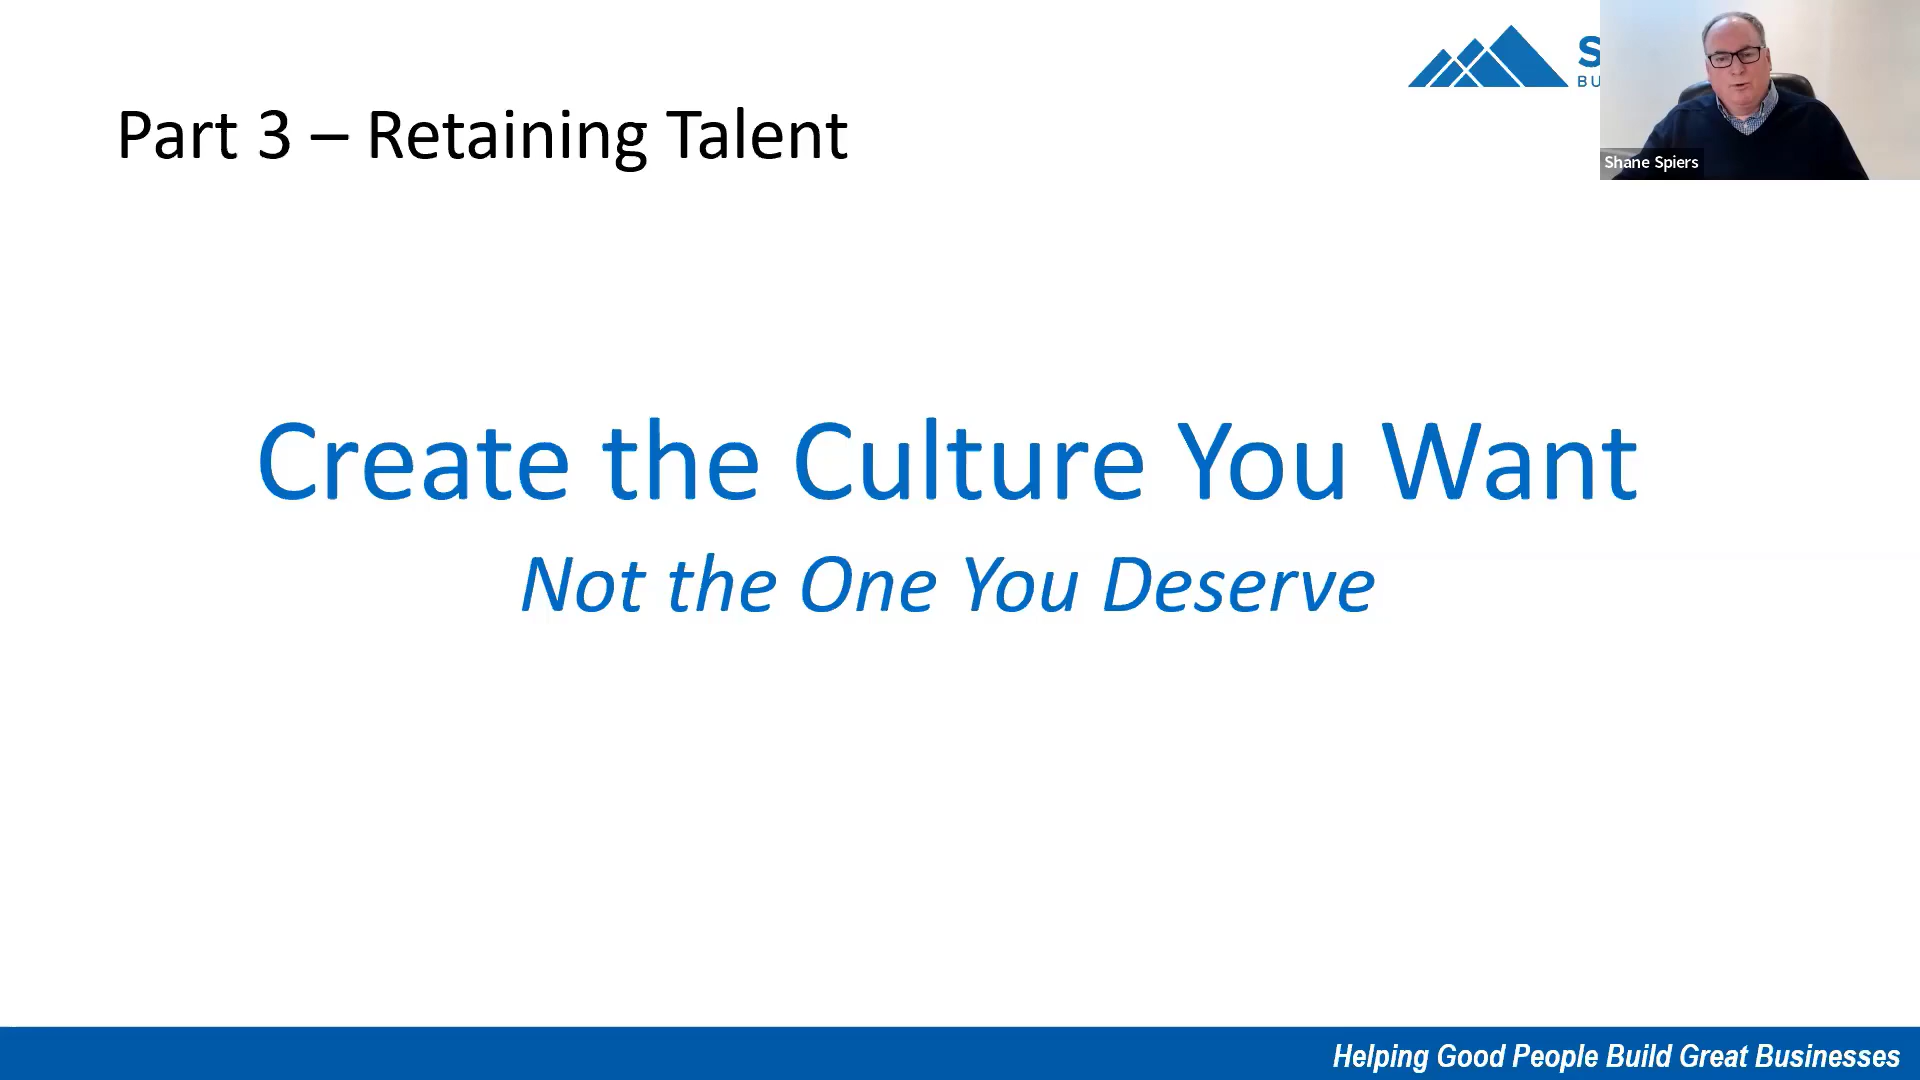 Part 3 – Retaining Talent
Shane Spiers
Create the Culture You Want
Not the One You Deserve
Helping Good People Build Great Businesses